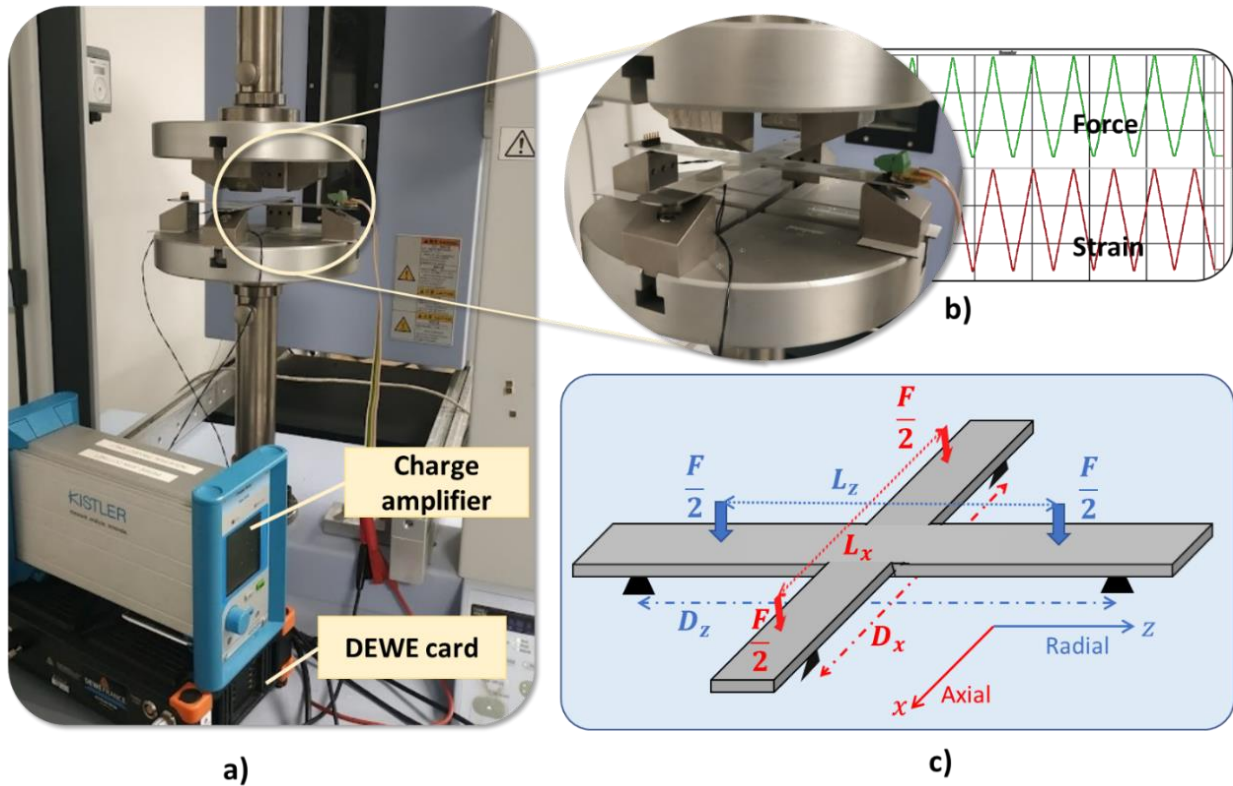 KISTLER
Charge
amplifier
DEWE card
a)
Force
Strain
b)
F
2
F
2
L_z
F
2
L_x
F
2
D_z
D_x
Radial
z
Axial
x
c)